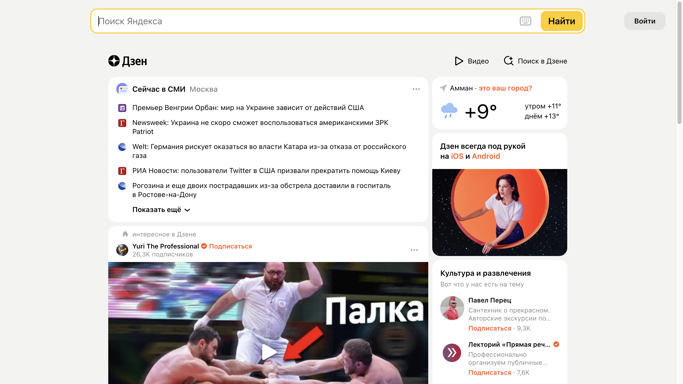 Поиск Яндекса
Найти
Войти
Дзен
Видео
Поиск в Дзене
Сейчас в СМИ Москва
Премьер Венгрии Орбан: мир на Украине зависит от действий США
Newsweek: Украина не скоро сможет воспользоваться американскими ЗРК
Patriot
Welt: Германия рискует оказаться во власти Катара из-за отказа от российского
газа
РИА Новости: пользователи Twitter в США призвали прекратить помощь Киеву
Рогозина и еще двоих пострадавших из-за обстрела доставили в госпиталь
в Ростове-на-Дону
Показать ещё
Амман · это ваш город?
+9°
утром +11°
днём +13°
Дзен всегда под рукой
на iOS и Android
интересное в Дзене
Yuri The Professional Подписаться
26,3K подписчиков
Палка
Культура и развлечения
Вот что у нас есть на тему
Павел Перец
Сантехник о прекрасном.
Авторские экскурсии по...
Подписаться · 9,3K
Лекторий «Прямая реч...
Профессионально
организуем публичные...
Подписаться · 7,6K